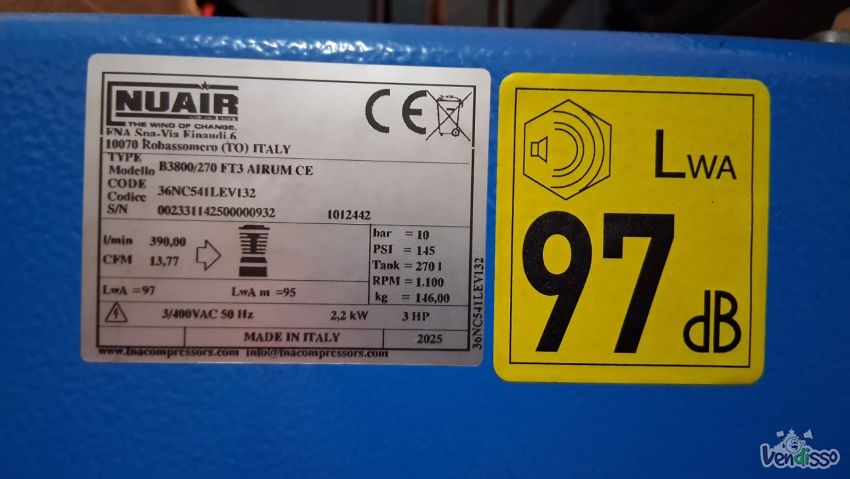 NUAIR
THE WIND OF CHANGE.
FNA Spa-Via Einaudi,6
10070 Robassomero (TO) ITALY
TYPE
Modello B3800/270 FT3 AIRUM CE
CODE
Codice 36NC541LEV132
S/N 002331142500000932 1012442
l/min 390,00
CFM 13,77
bar = 10
PSI = 145
Tank = 270 l
RPM = 1.100
kg = 146,00
LwA =97 LwA m =95
3/400VAC 50 Hz 2,2 kW 3 HP
MADE IN ITALY 2025
www.fnacompressors.com info@fnacompressors.com
36NC541LEV132
CE
LWA
97
dB
Vendisso